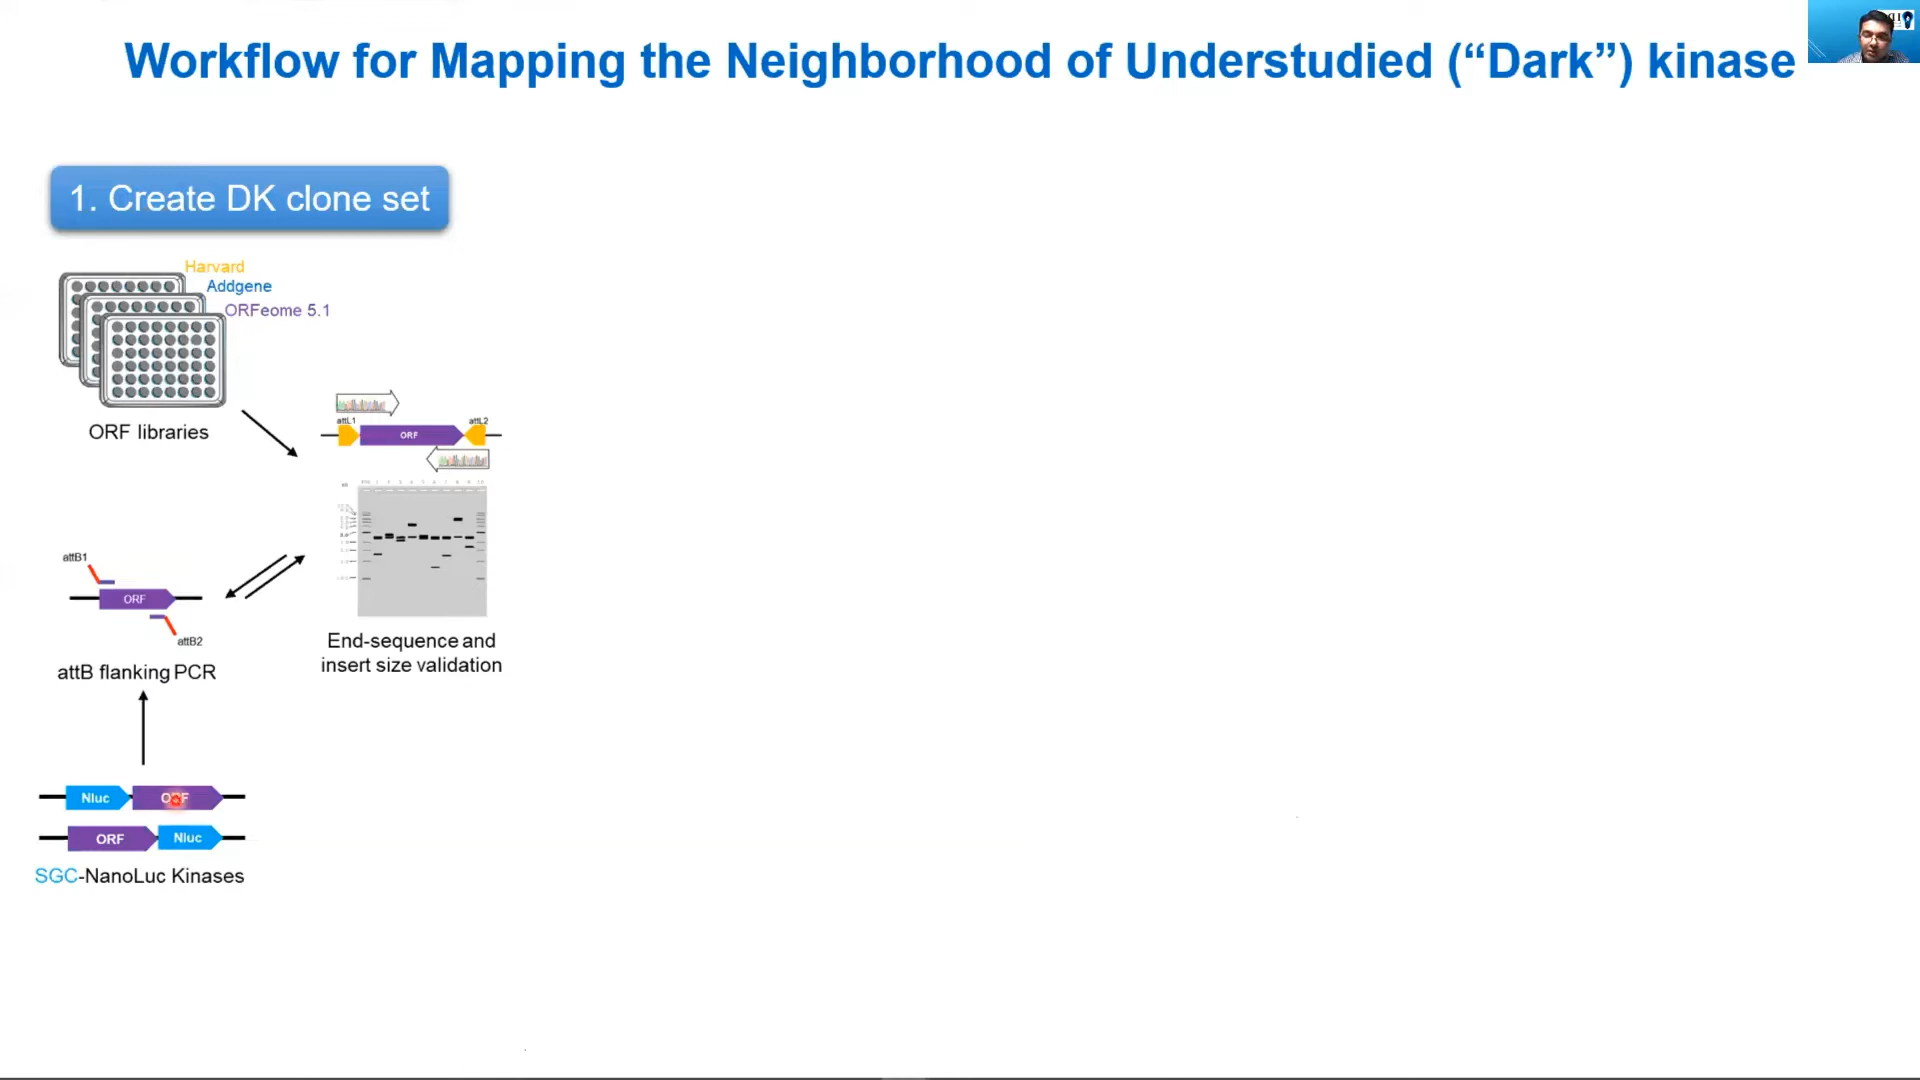 Workflow for Mapping the Neighborhood of Understudied (“Dark”) kinase
1. Create DK clone set
Harvard
Addgene
ORFeome 5.1
ORF libraries
attL1
attL2
ORF
attB1
ORF
attB2
attB flanking PCR
End-sequence and
insert size validation
Nluc
ORF
ORF
Nluc
SGC-NanoLuc Kinases